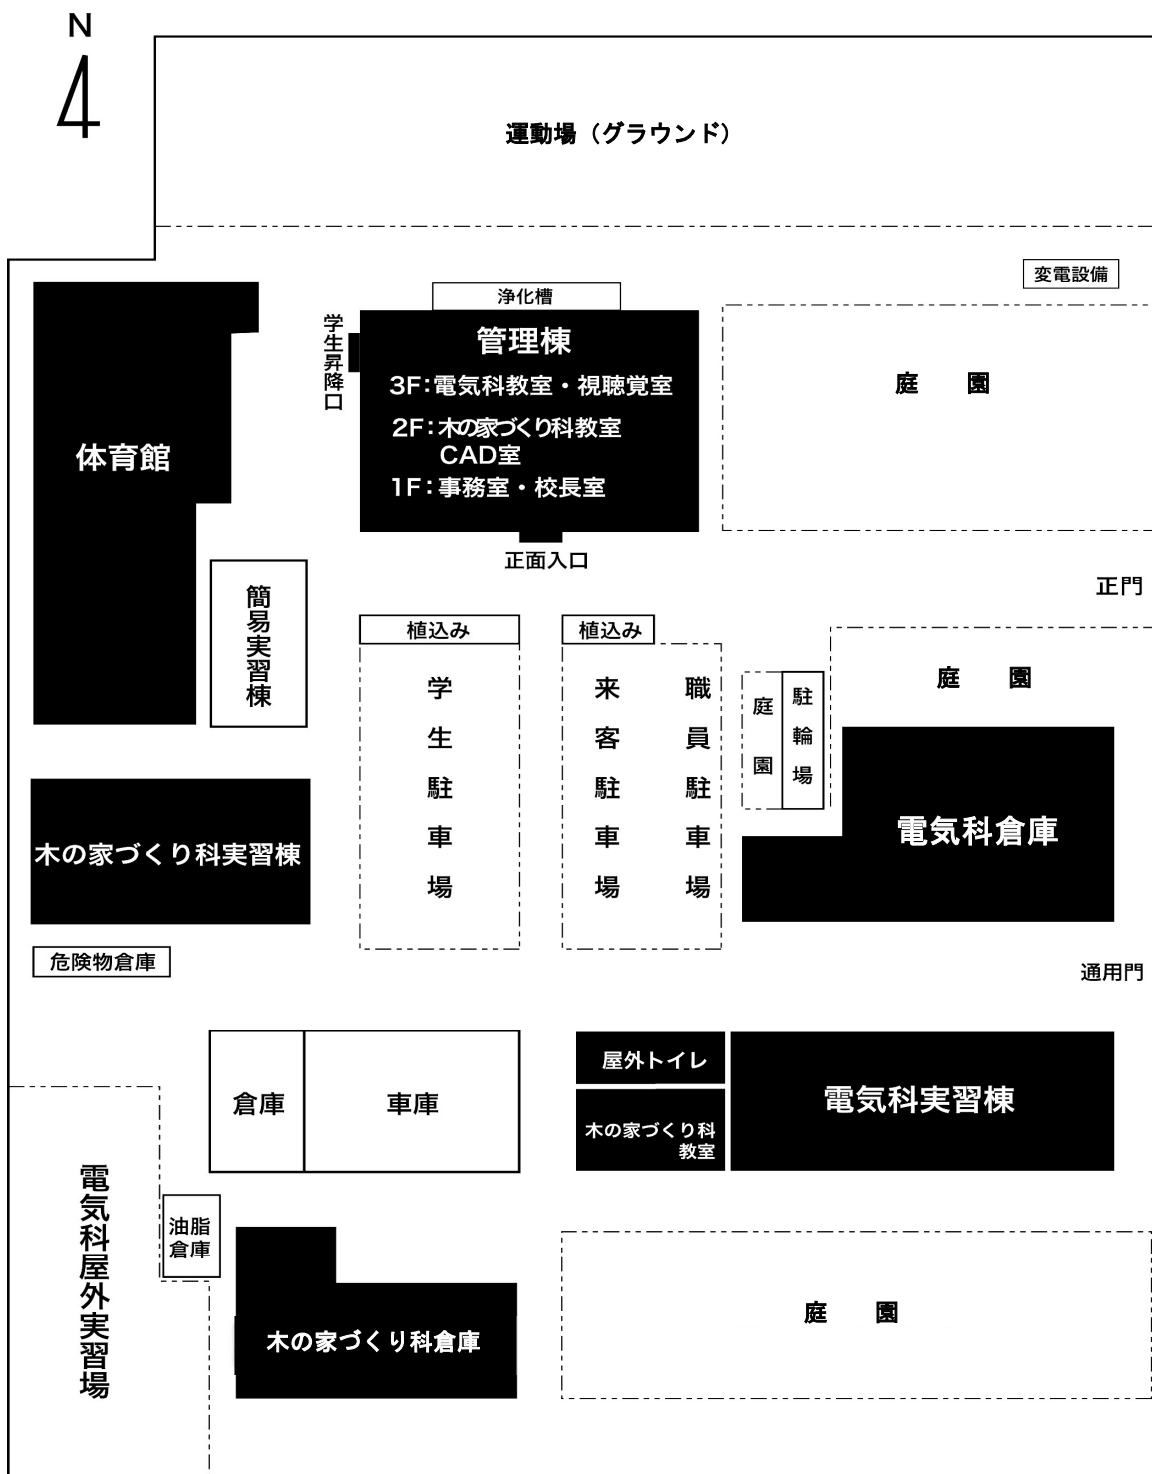 N
運動場（グラウンド）
変電設備
浄化槽
学生昇降口
管理棟
3F：電気科教室・視聴覚室
2F：木の家づくり科教室
CAD室
1F：事務室・校長室
正面入口
体育館
庭　園
正門
簡易実習棟
植込み
植込み
学生駐車場
来客駐車場
職員駐車場
庭園
駐輪場
庭　園
電気科倉庫
木の家づくり科実習棟
危険物倉庫
通用門
倉庫
車庫
屋外トイレ
木の家づくり科
教室
電気科実習棟
電気科屋外実習場
油脂
倉庫
木の家づくり科倉庫
庭　園